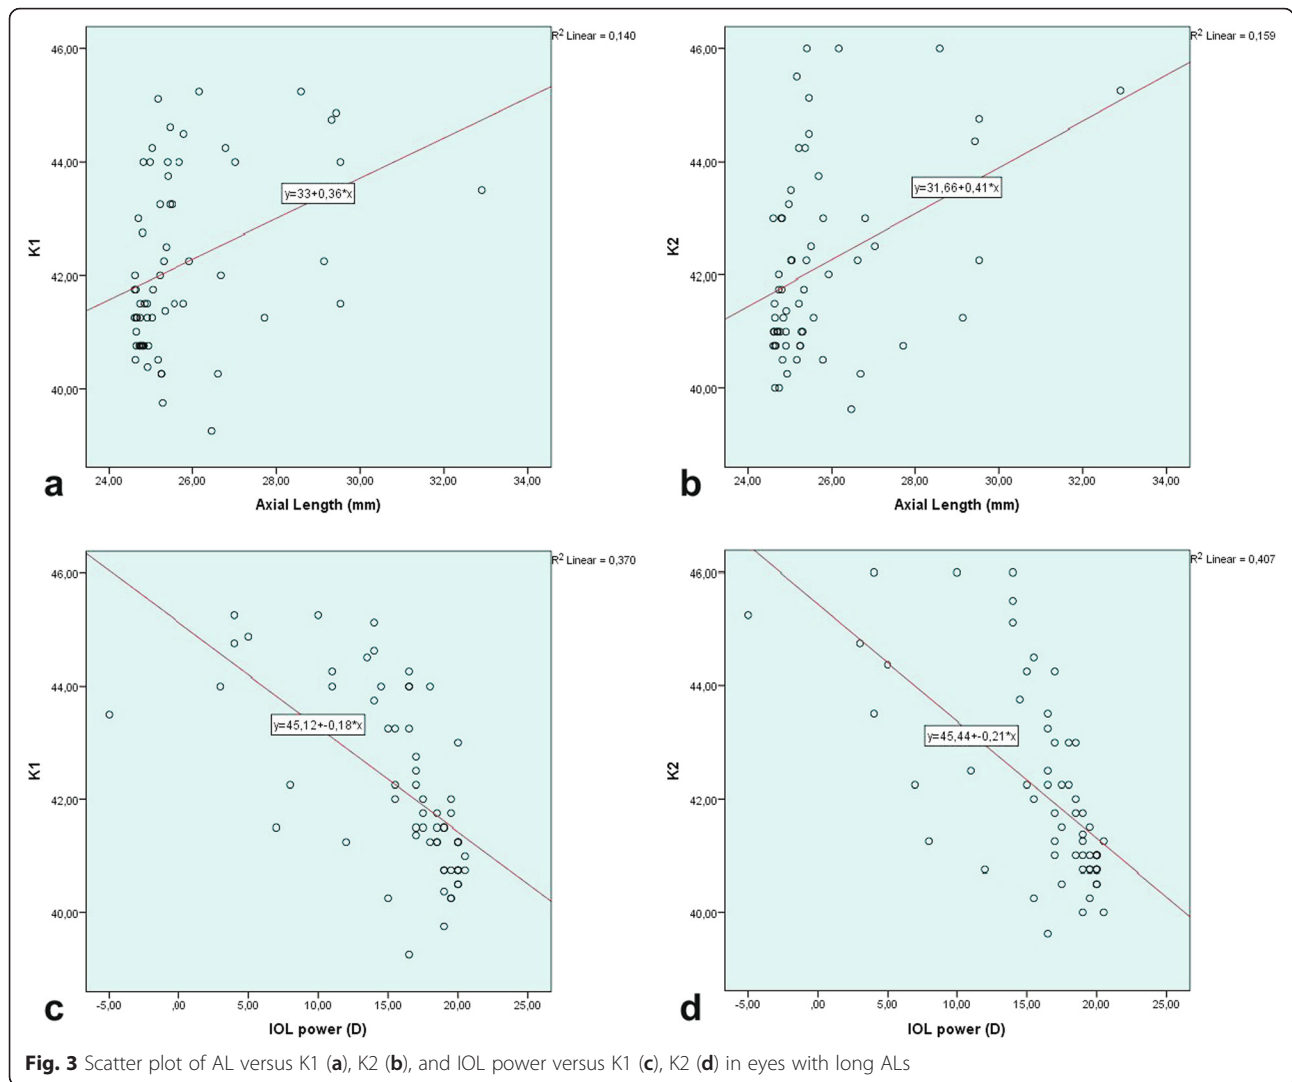 R2 Linear = 0,140
46,00
44,00
42,00
40,00
K1
y=33+0,36*x
24,00 26,00 28,00 30,00 32,00 34,00
Axial Length (mm)
a
R2 Linear = 0,159
46,00
44,00
42,00
40,00
K2
y=31,66+0,41*x
24,00 26,00 28,00 30,00 32,00 34,00
Axial Length (mm)
b
R2 Linear = 0,370
46,00
44,00
42,00
40,00
K1
y=45,12+-0,18*x
-5,00 ,00 5,00 10,00 15,00 20,00 25,00
IOL power (D)
c
R2 Linear = 0,407
46,00
44,00
42,00
40,00
K2
y=45,44+-0,21*x
-5,00 ,00 5,00 10,00 15,00 20,00 25,00
IOL power (D)
d
Fig. 3 Scatter plot of AL versus K1 (a), K2 (b), and IOL power versus K1 (c), K2 (d) in eyes with long ALs